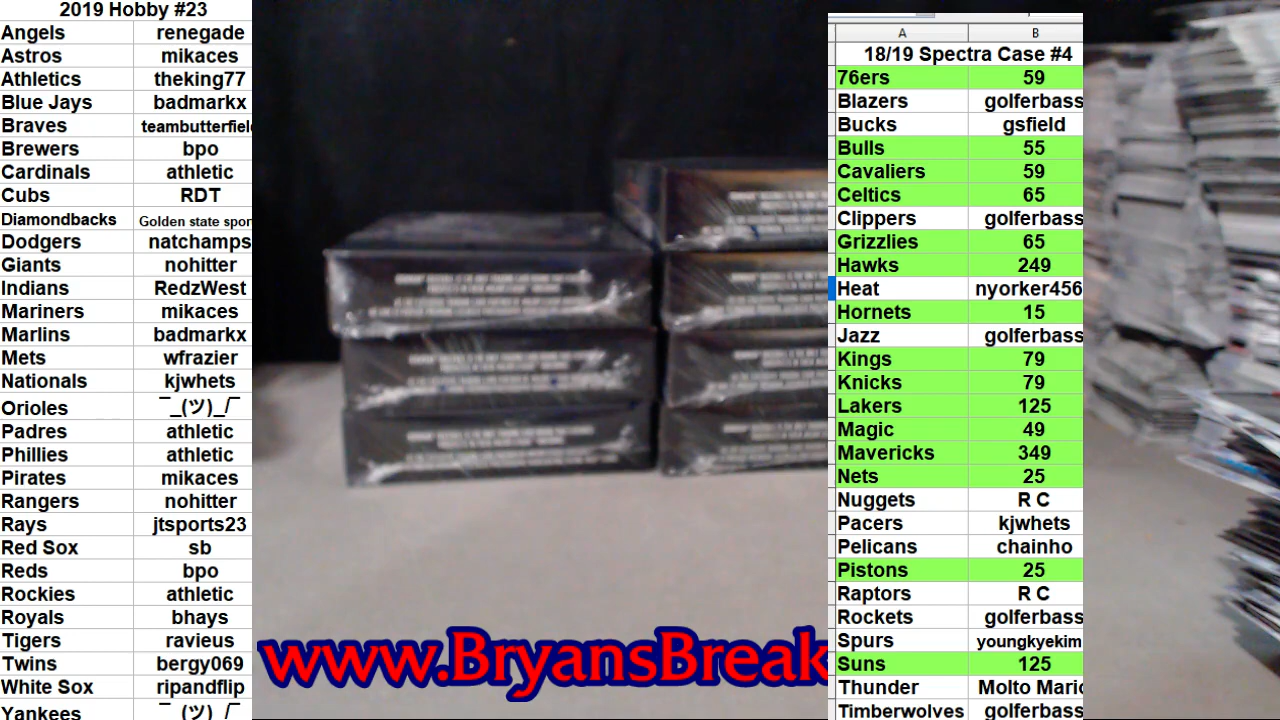 2019 Hobby #23
Angels renegade
Astros mikaces
Athletics theking77
Blue Jays badmarkx
Braves teambutterfiel
Brewers bpo
Cardinals athletic
Cubs RDT
Diamondbacks Golden state spor
Dodgers natchamps
Giants nohitter
Indians RedzWest
Mariners mikaces
Marlins badmarkx
Mets wfrazier
Nationals kjwhets
Orioles ¯_(ツ)_/¯
Padres athletic
Phillies athletic
Pirates mikaces
Rangers nohitter
Rays jtsports23
Red Sox sb
Reds bpo
Rockies athletic
Royals bhays
Tigers ravieus
Twins bergy069
White Sox ripandflip
Yankees ¯_(ツ)_/¯
www.BryansBreak
A B
18/19 Spectra Case #4
76ers 59
Blazers golferbass
Bucks gsfield
Bulls 55
Cavaliers 59
Celtics 65
Clippers golferbass
Grizzlies 65
Hawks 249
Heat nyorker456
Hornets 15
Jazz golferbass
Kings 79
Knicks 79
Lakers 125
Magic 49
Mavericks 349
Nets 25
Nuggets R C
Pacers kjwhets
Pelicans chainho
Pistons 25
Raptors R C
Rockets golferbass
Spurs youngkyekim
Suns 125
Thunder Molto Mario
Timberwolves golferbass